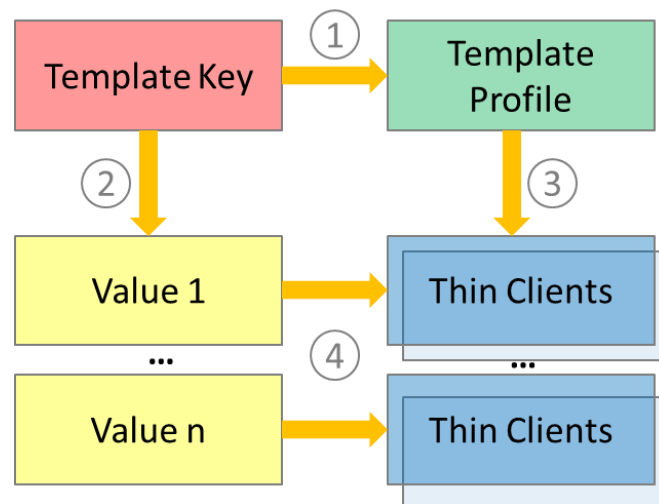 1
Template Key
Template
Profile
2
3
Value 1
Thin Clients
...
4
...
Value n
Thin Clients